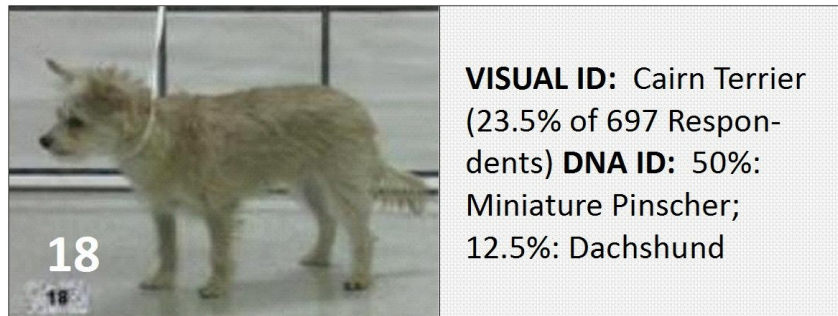 VISUAL ID: Cairn Terrier
(23.5% of 697 Respon-
dents) DNA ID: 50%:
Miniature Pinscher;
12.5%: Dachshund
18
18